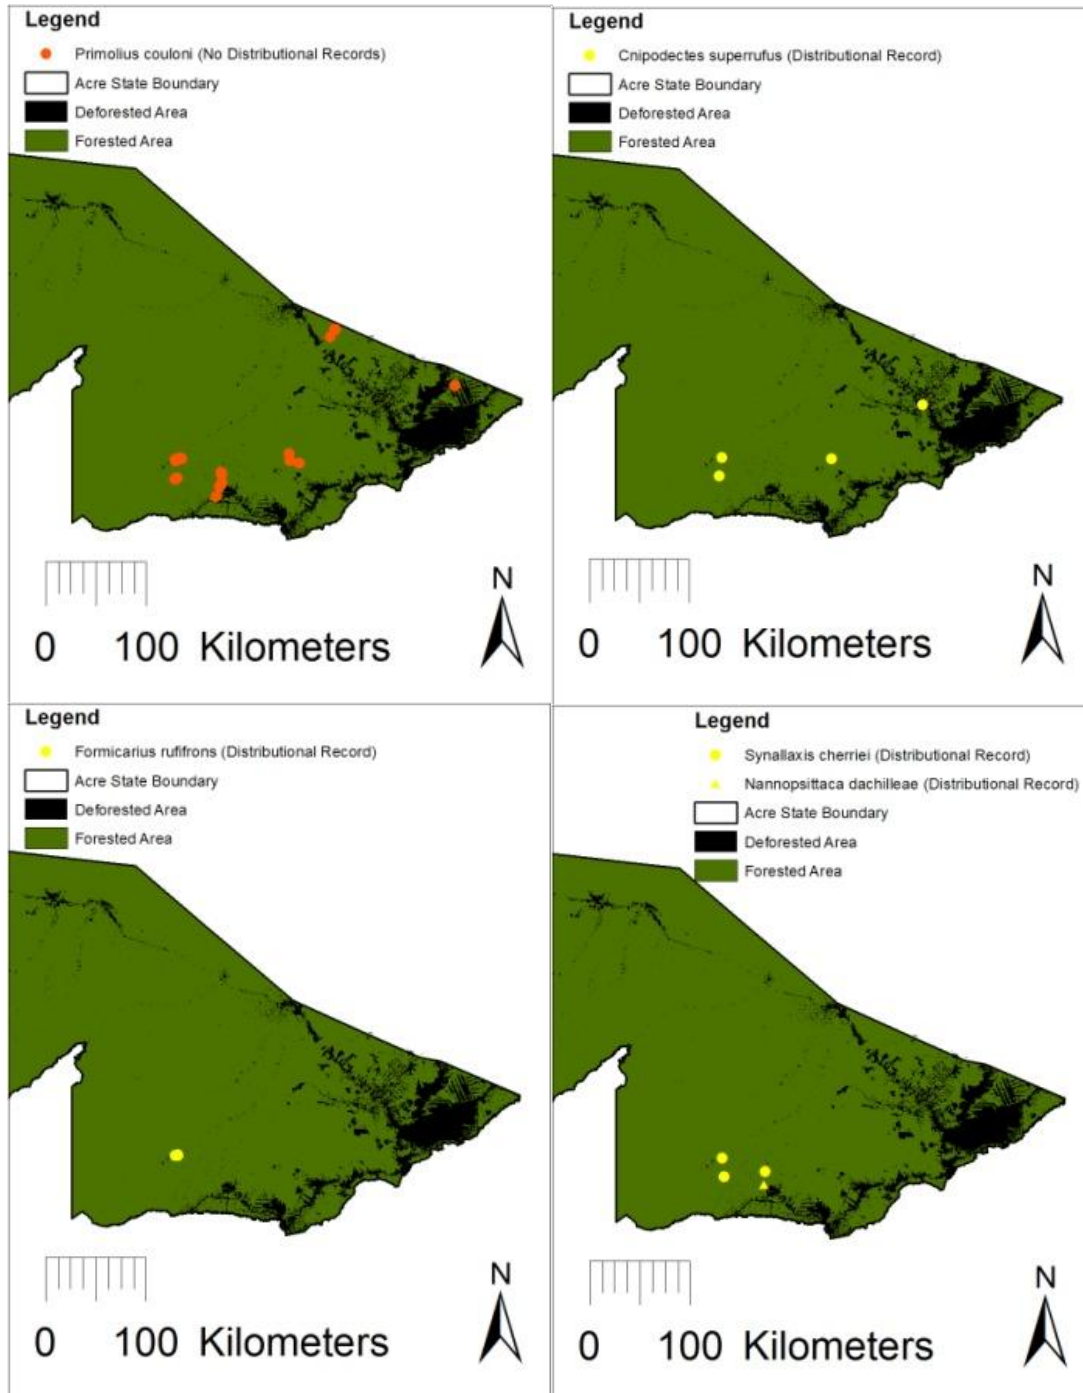 Legend
Primolius couloni (No Distributional Records)
Acre State Boundary
Deforested Area
Forested Area
N
0 100 Kilometers
Legend
Cnipodectes superrufus (Distributional Record)
Acre State Boundary
Deforested Area
Forested Area
N
0 100 Kilometers
Legend
Formicarius rufifrons (Distributional Record)
Acre State Boundary
Deforested Area
Forested Area
N
0 100 Kilometers
Legend
Synallaxis cherriei (Distributional Record)
Nannopsittaca dachilleae (Distributional Record)
Acre State Boundary
Deforested Area
Forested Area
N
0 100 Kilometers